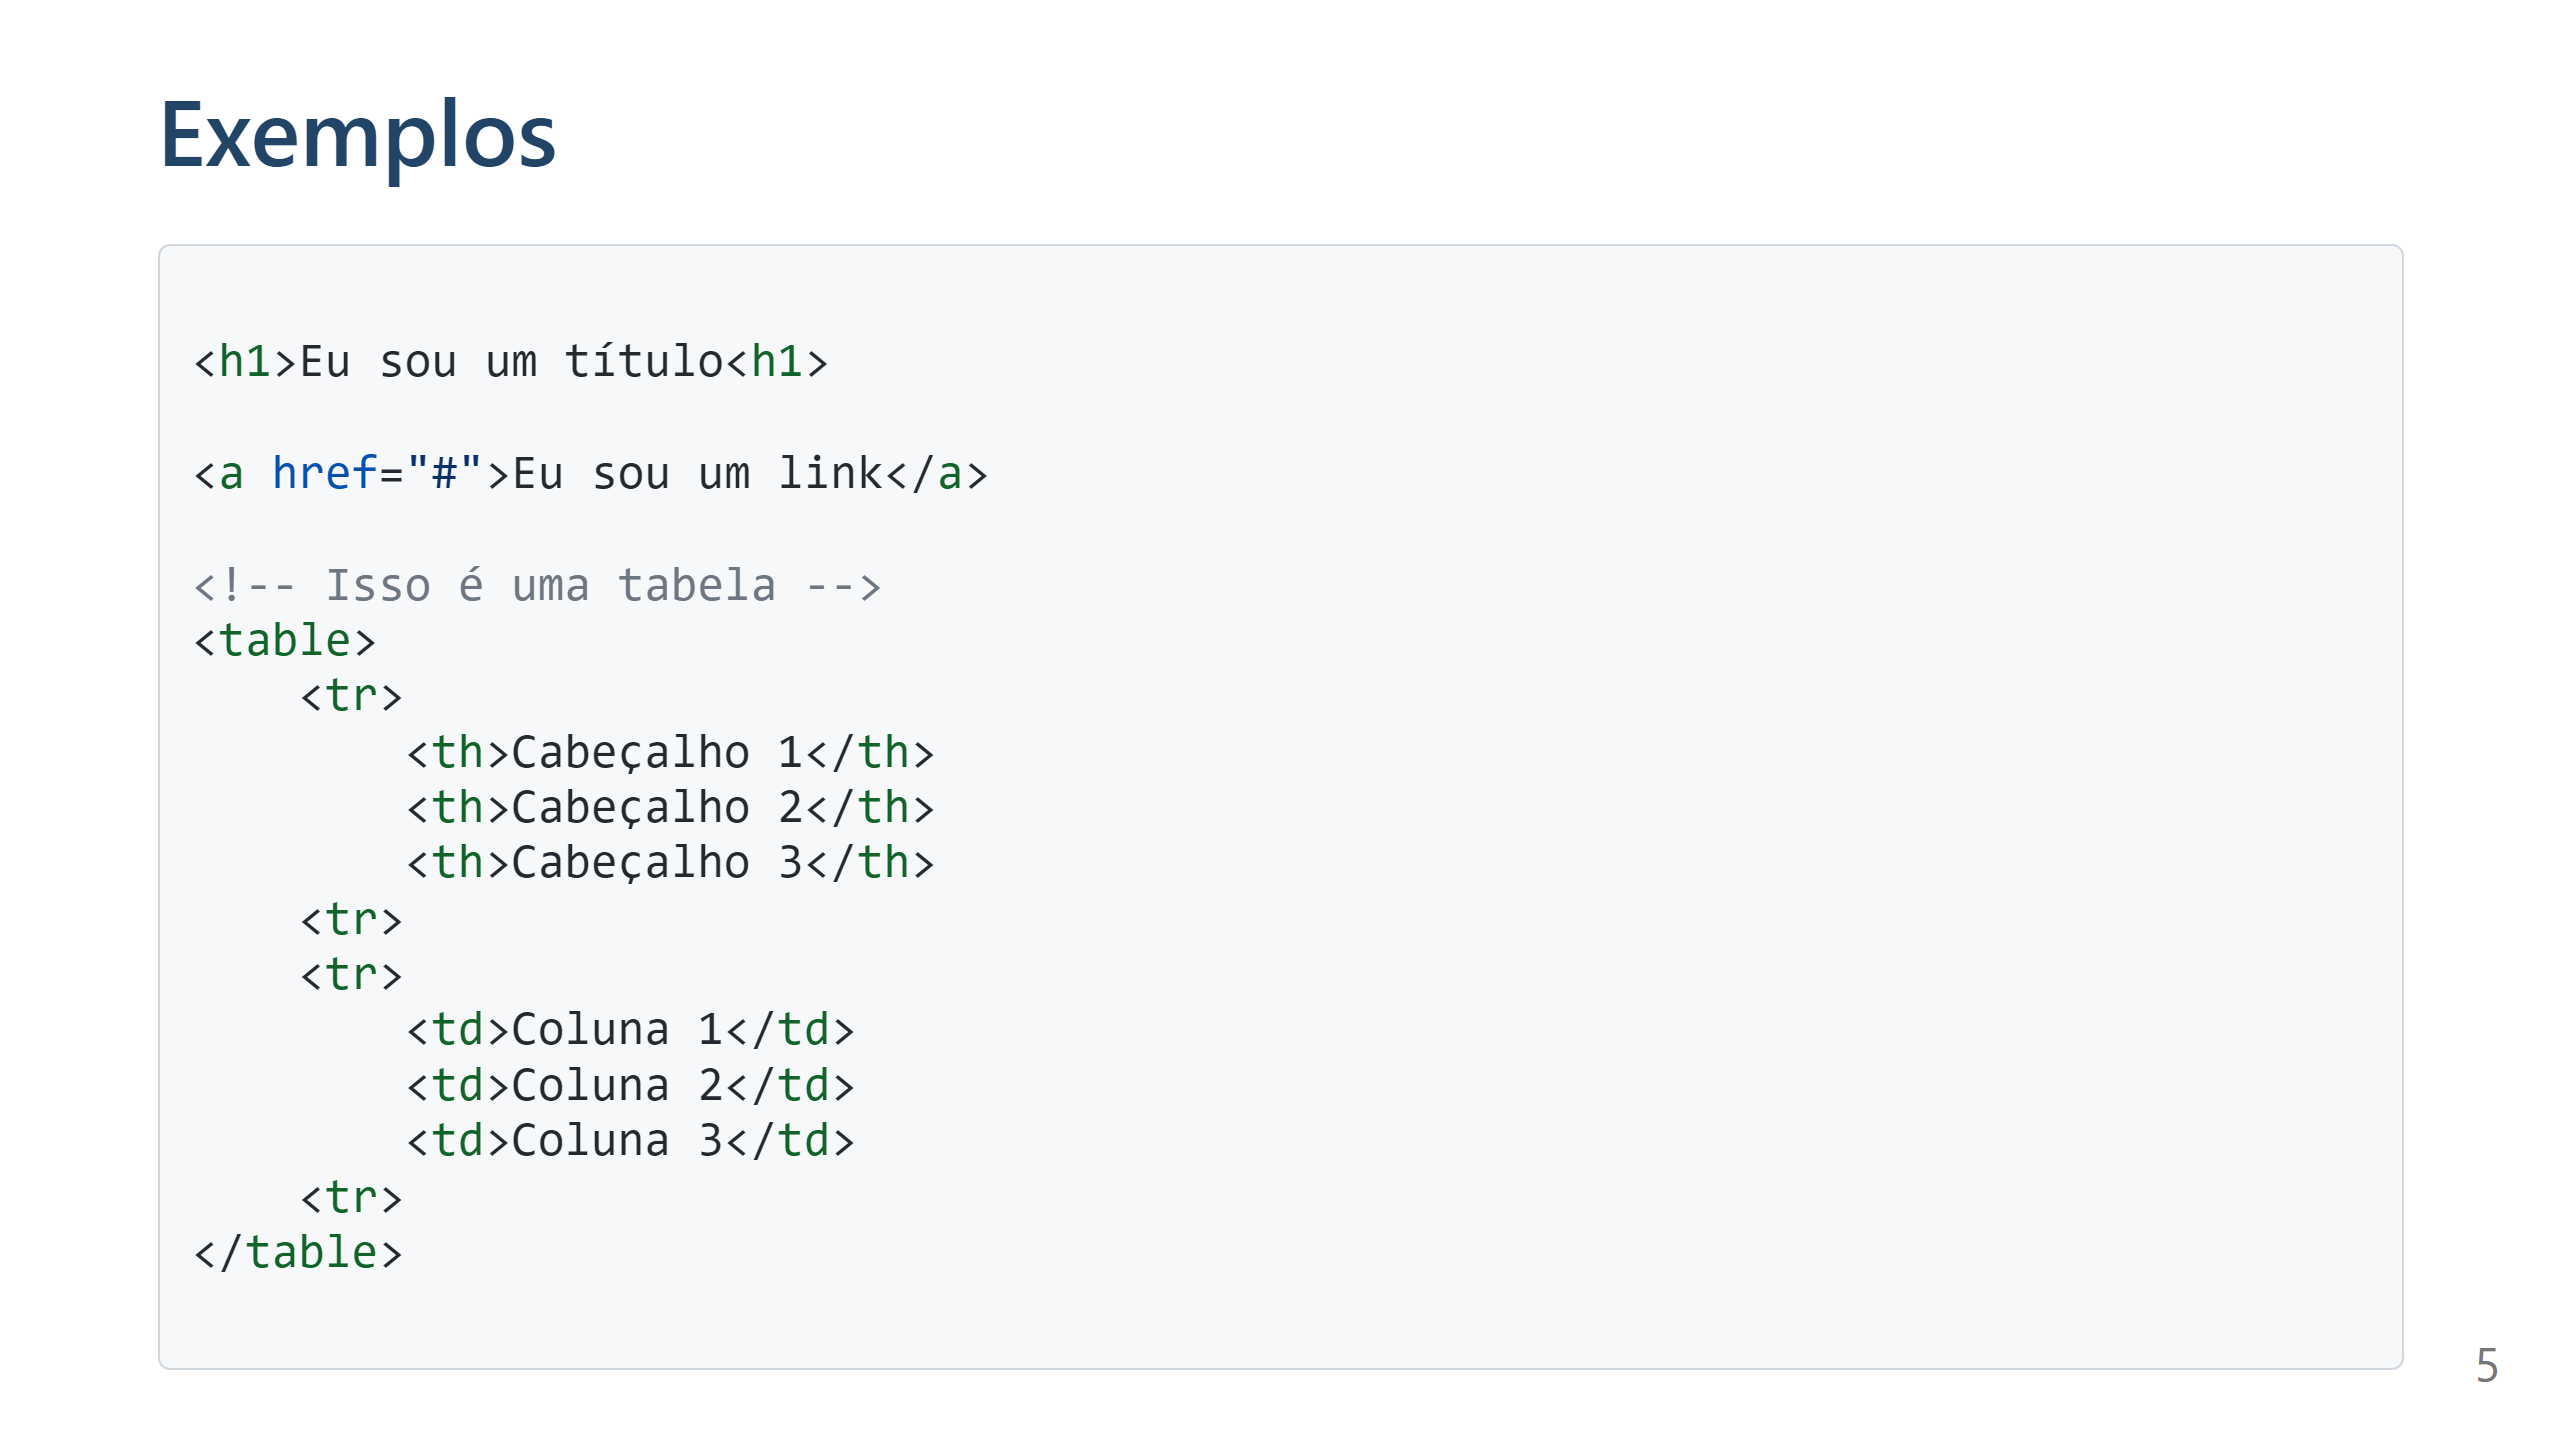 Exemplos
<h1>Eu sou um título<h1>
<a href="#">Eu sou um link</a>
<!-- Isso é uma tabela -->
<table>
    <tr>
        <th>Cabeçalho 1</th>
        <th>Cabeçalho 2</th>
        <th>Cabeçalho 3</th>
    <tr>
    <tr>
        <td>Coluna 1</td>
        <td>Coluna 2</td>
        <td>Coluna 3</td>
    <tr>
</table>
5